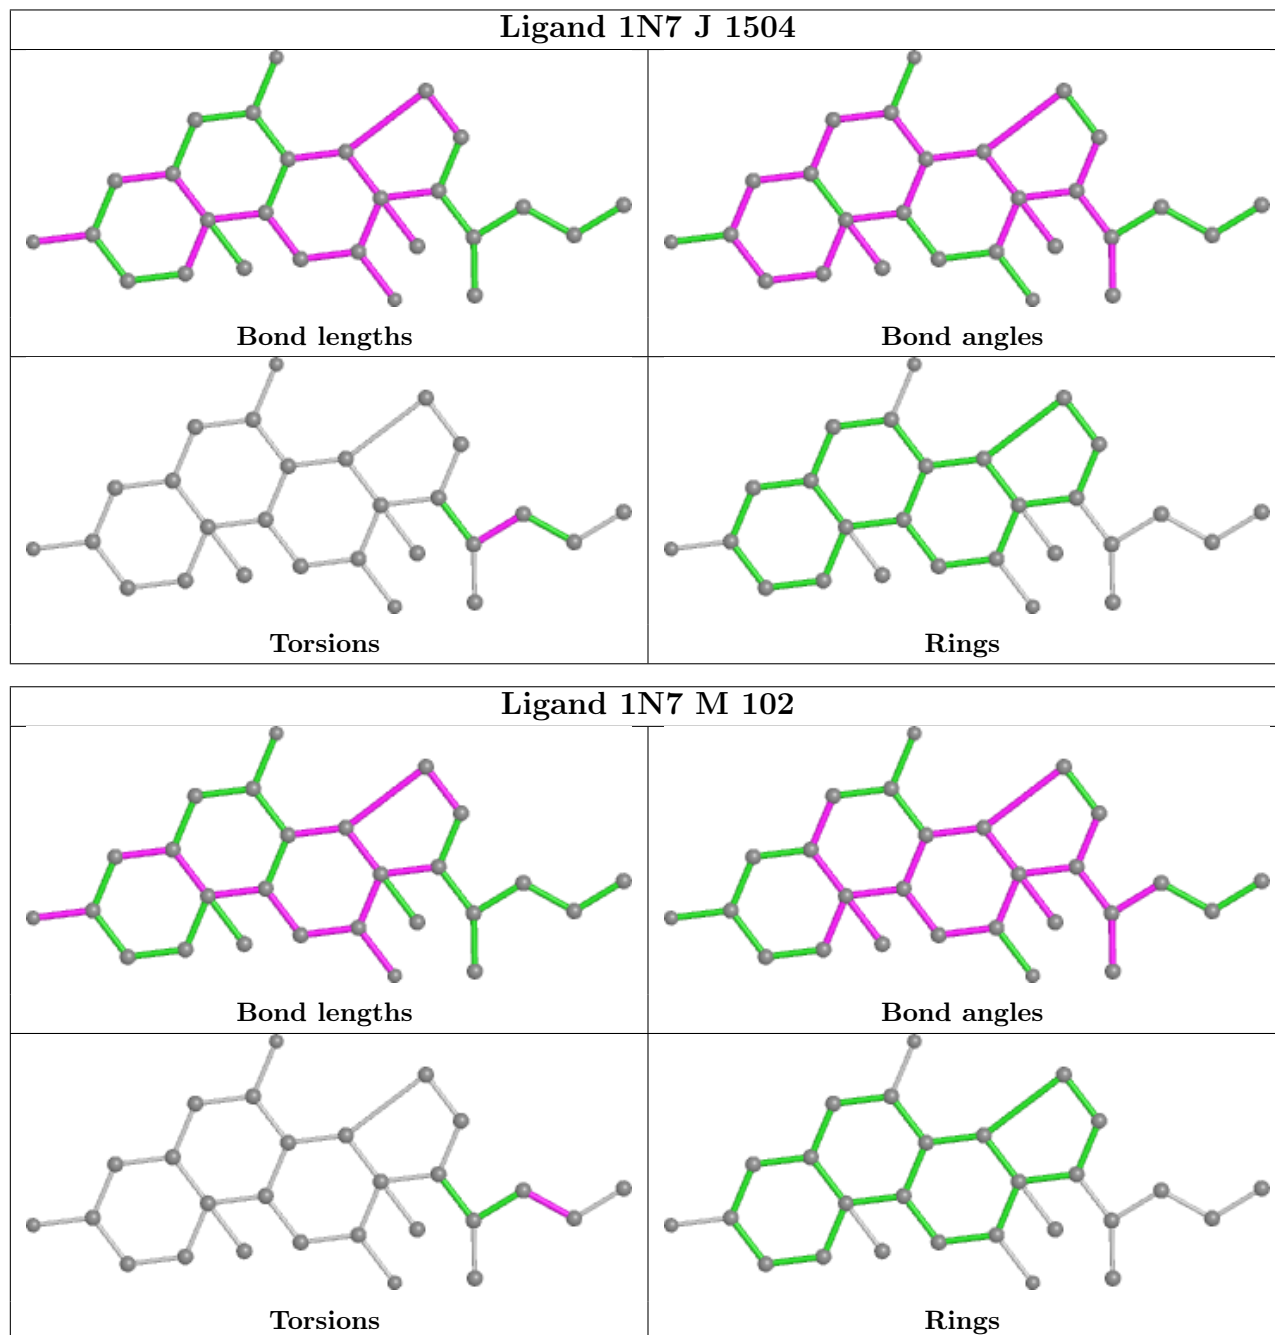 Ligand 1N7 J 1504
Bond lengths
Bond angles
Torsions
Rings
Ligand 1N7 M 102
Bond lengths
Bond angles
Torsions
Rings